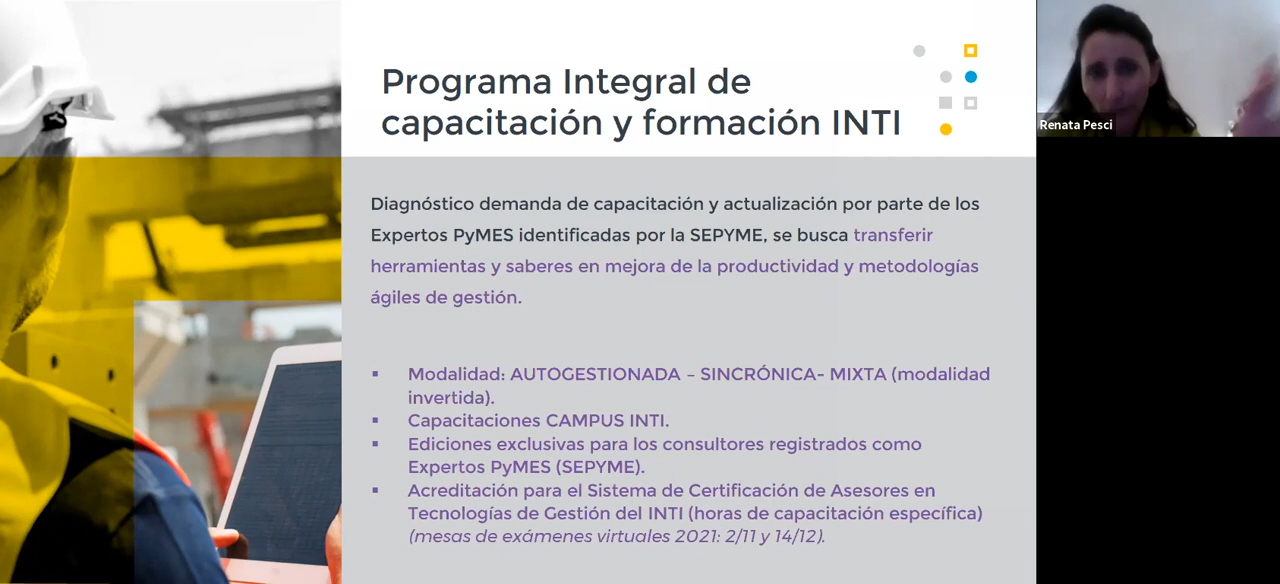 Programa Integral de
capacitación y formación INTI
Renata Pesci
Diagnóstico demanda de capacitación y actualización por parte de los
Expertos PyMES identificadas por la SEPYME, se busca transferir
herramientas y saberes en mejora de la productividad y metodologías
ágiles de gestión.
▪ Modalidad: AUTOGESTIONADA – SINCRÓNICA- MIXTA (modalidad
invertida).
▪ Capacitaciones CAMPUS INTI.
▪ Ediciones exclusivas para los consultores registrados como
Expertos PyMES (SEPYME).
▪ Acreditación para el Sistema de Certificación de Asesores en
Tecnologías de Gestión del INTI (horas de capacitación específica)
(mesas de exámenes virtuales 2021: 2/11 y 14/12).